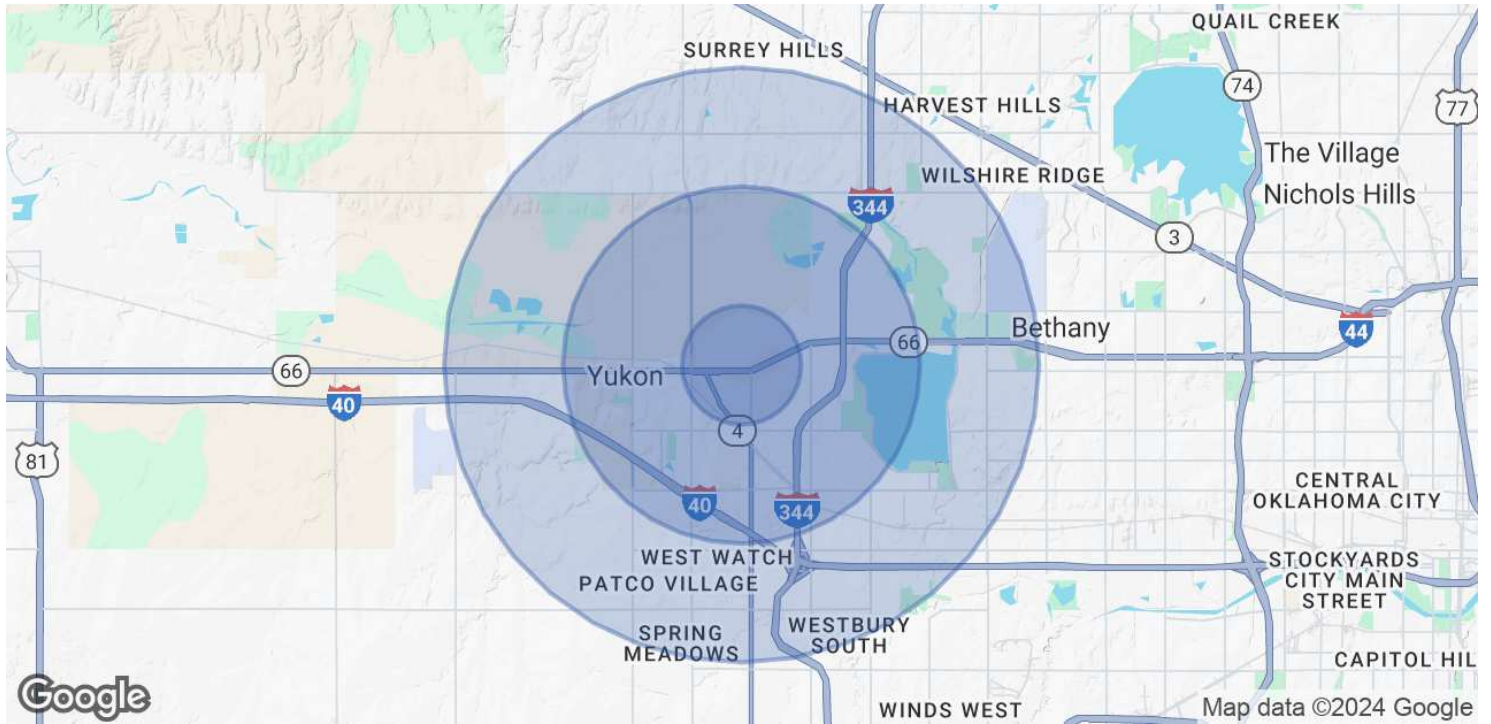 QUAIL CREEK
SURREY HILLS
74
77
HARVEST HILLS
The Village
WILSHIRE RIDGE
Nichols Hills
344
3
Bethany
44
66
66
Yukon
40
4
81
CENTRAL
OKLAHOMA CITY
40
344
WEST WATCH
STOCKYARDS
CITY MAIN
STREET
PATCO VILLAGE
WESTBURY
SOUTH
SPRING
MEADOWS
CAPITOL HIL
Google
WINDS WEST
Map data ©2024 Google